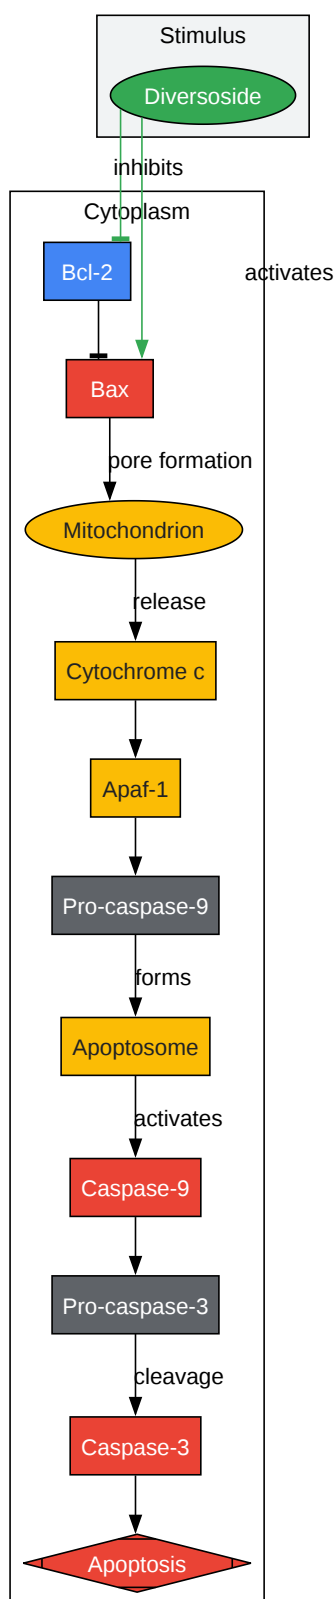 Stimulus
Diversoside
inhibits
Cytoplasm
Bcl-2
activates
Bax
pore formation
Mitochondrion
release
Cytochrome c
Apaf-1
Pro-caspase-9
forms
Apoptosome
activates
Caspase-9
Pro-caspase-3
cleavage
Caspase-3
Apoptosis